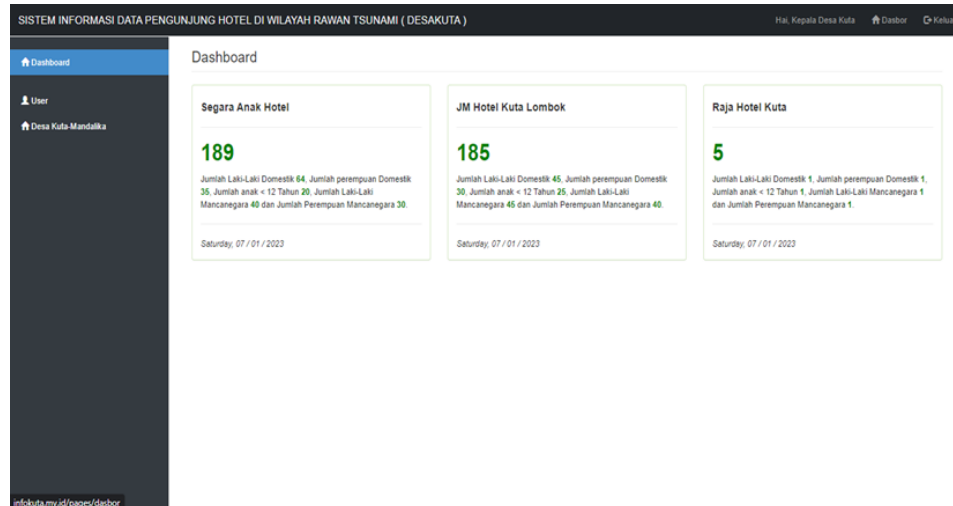 SISTEM INFORMASI DATA PENGUNJUNG HOTEL DI WILAYAH RAWAN TSUNAMI ( DESAKUTA )
Hai, Kepala Desa Kuta Dasbor Kelua
Dashboard
User
Desa Kuta-Mandalika
Dashboard
Segara Anak Hotel
189
Jumlah Laki-Laki Domestik 64, Jumlah perempuan Domestik
35, Jumlah anak < 12 Tahun 20, Jumlah Laki-Laki
Mancanegara 40 dan Jumlah Perempuan Mancanegara 30.
Saturday, 07 / 01 / 2023
JM Hotel Kuta Lombok
185
Jumlah Laki-Laki Domestik 45, Jumlah perempuan Domestik
30, Jumlah anak < 12 Tahun 25, Jumlah Laki-Laki
Mancanegara 45 dan Jumlah Perempuan Mancanegara 40.
Saturday, 07 / 01 / 2023
Raja Hotel Kuta
5
Jumlah Laki-Laki Domestik 1, Jumlah perempuan Domestik 1,
Jumlah anak < 12 Tahun 1, Jumlah Laki-Laki Mancanegara 1
dan Jumlah Perempuan Mancanegara 1.
Saturday, 07 / 01 / 2023
infokuta.my.id/pages/dasbor